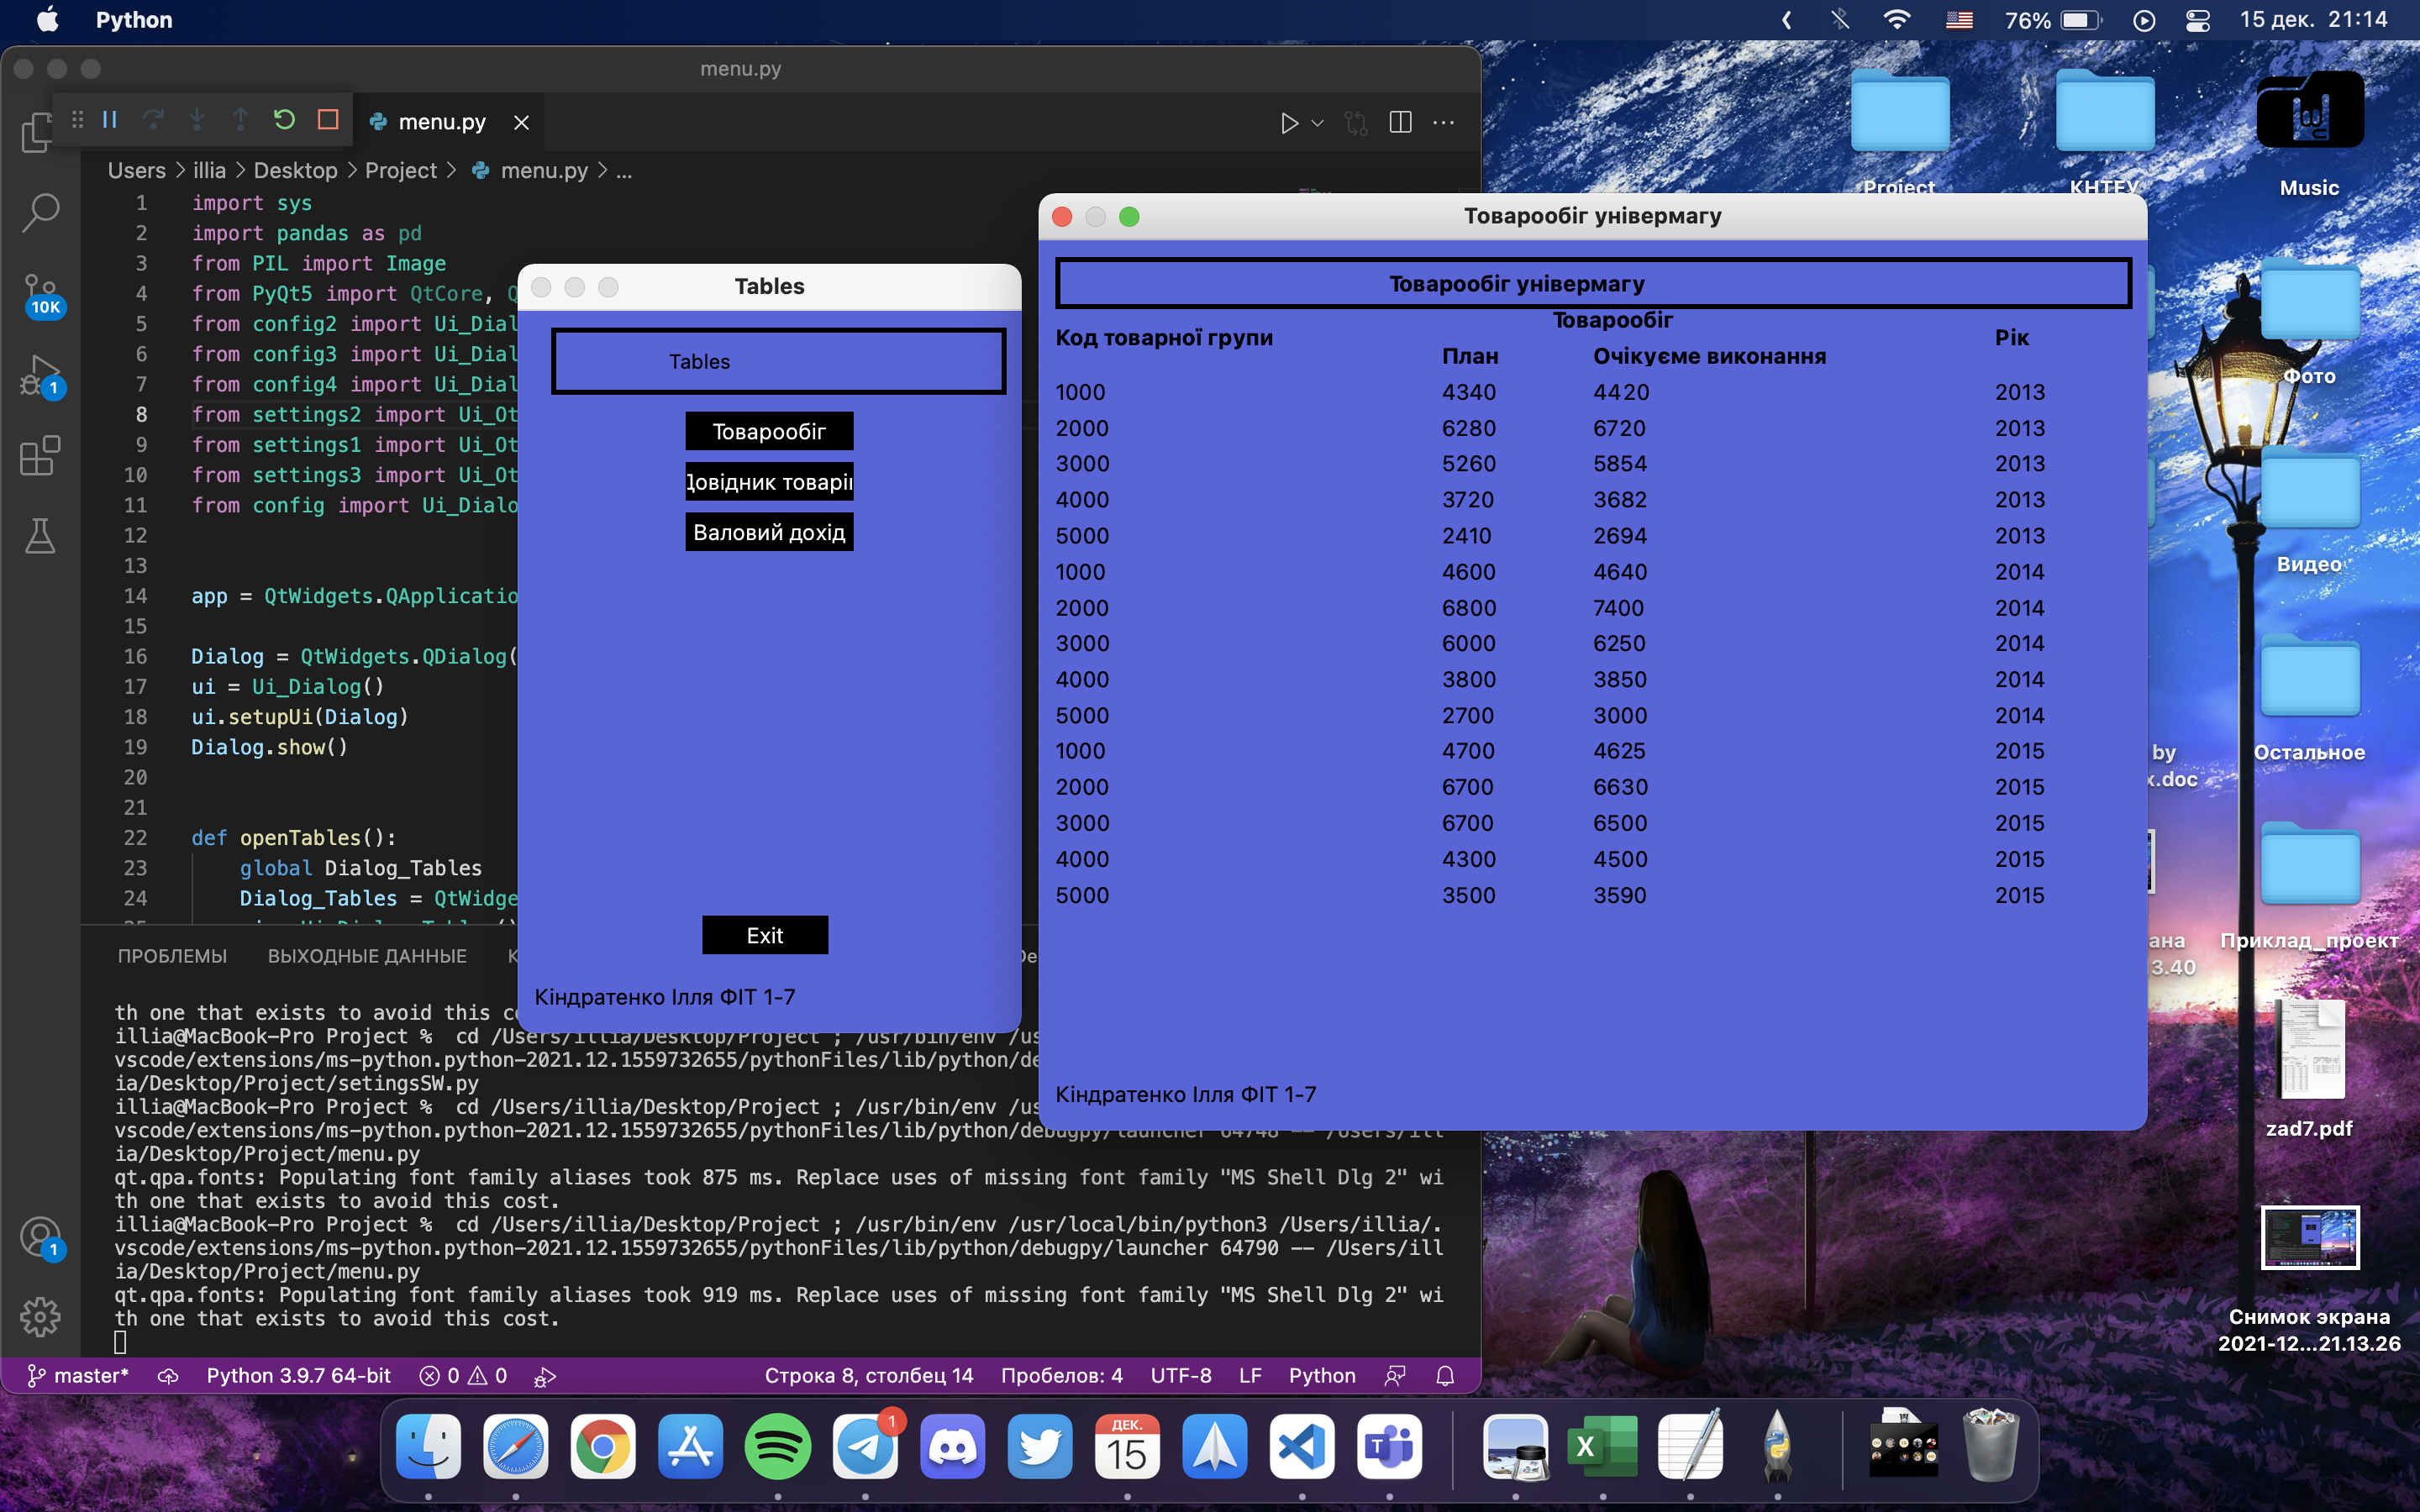 Python
76%
15 дек. 21:14
menu.py
menu.py
Users > illia > Desktop > Project > menu.py > ...
1 import sys
2 import pandas as pd
3 from PIL import Image
4 from PyQt5 import QtCore, Q
5 from config2 import Ui_Dial
6 from config3 import Ui_Dial
7 from config4 import Ui_Dial
8 from settings2 import Ui_Ot
9 from settings1 import Ui_Ot
10 from settings3 import Ui_Ot
11 from config import Ui_Dialo
12
13
14 app = QtWidgets.QApplicatio
15
16 Dialog = QtWidgets.QDialog(
17 ui = Ui_Dialog()
18 ui.setupUi(Dialog)
19 Dialog.show()
20
21
22 def openTables():
23 global Dialog_Tables
24 Dialog_Tables = QtWidge
10K
1
1
Tables
Tables
Товарообіг
Довідник товарів
Валовий дохід
Exit
Кіндратенко Ілля ФІТ 1-7
Товарообіг універмагу
Товарообіг універмагу
Товарообіг
Код товарної групи План Очікуєме виконання Рік
1000 4340 4420 2013
2000 6280 6720 2013
3000 5260 5854 2013
4000 3720 3682 2013
5000 2410 2694 2013
1000 4600 4640 2014
2000 6800 7400 2014
3000 6000 6250 2014
4000 3800 3850 2014
5000 2700 3000 2014
1000 4700 4625 2015
2000 6700 6630 2015
3000 6700 6500 2015
4000 4300 4500 2015
5000 3500 3590 2015
Кіндратенко Ілля ФІТ 1-7
ПРОБЛЕМЫ ВЫХОДНЫЕ ДАННЫЕ К De
th one that exists to avoid this co
illia@MacBook-Pro Project % cd /Users/illia/Desktop/Project ; /usr/bin/env /us
vscode/extensions/ms-python.python-2021.12.1559732655/pythonFiles/lib/python/de
ia/Desktop/Project/setingsSW.py
illia@MacBook-Pro Project % cd /Users/illia/Desktop/Project ; /usr/bin/env /us
vscode/extensions/ms-python.python-2021.12.1559732655/pythonFiles/lib/python/debugpy/launcher 64748 -- /Users/ill
ia/Desktop/Project/menu.py
qt.qpa.fonts: Populating font family aliases took 875 ms. Replace uses of missing font family "MS Shell Dlg 2" wi
th one that exists to avoid this cost.
illia@MacBook-Pro Project % cd /Users/illia/Desktop/Project ; /usr/bin/env /usr/local/bin/python3 /Users/illia/.
vscode/extensions/ms-python.python-2021.12.1559732655/pythonFiles/lib/python/debugpy/launcher 64790 -- /Users/ill
ia/Desktop/Project/menu.py
qt.qpa.fonts: Populating font family aliases took 919 ms. Replace uses of missing font family "MS Shell Dlg 2" wi
th one that exists to avoid this cost.
master* Python 3.9.7 64-bit 0 0 Строка 8, столбец 14 Пробелов: 4 UTF-8 LF Python
Project
КНТЕУ
Music
Фото
Видео
Остальное
by
x.doc
Приклад_проект
ана
3.40
zad7.pdf
Снимок экрана
2021-12...21.13.26
1
ДЕК.
15